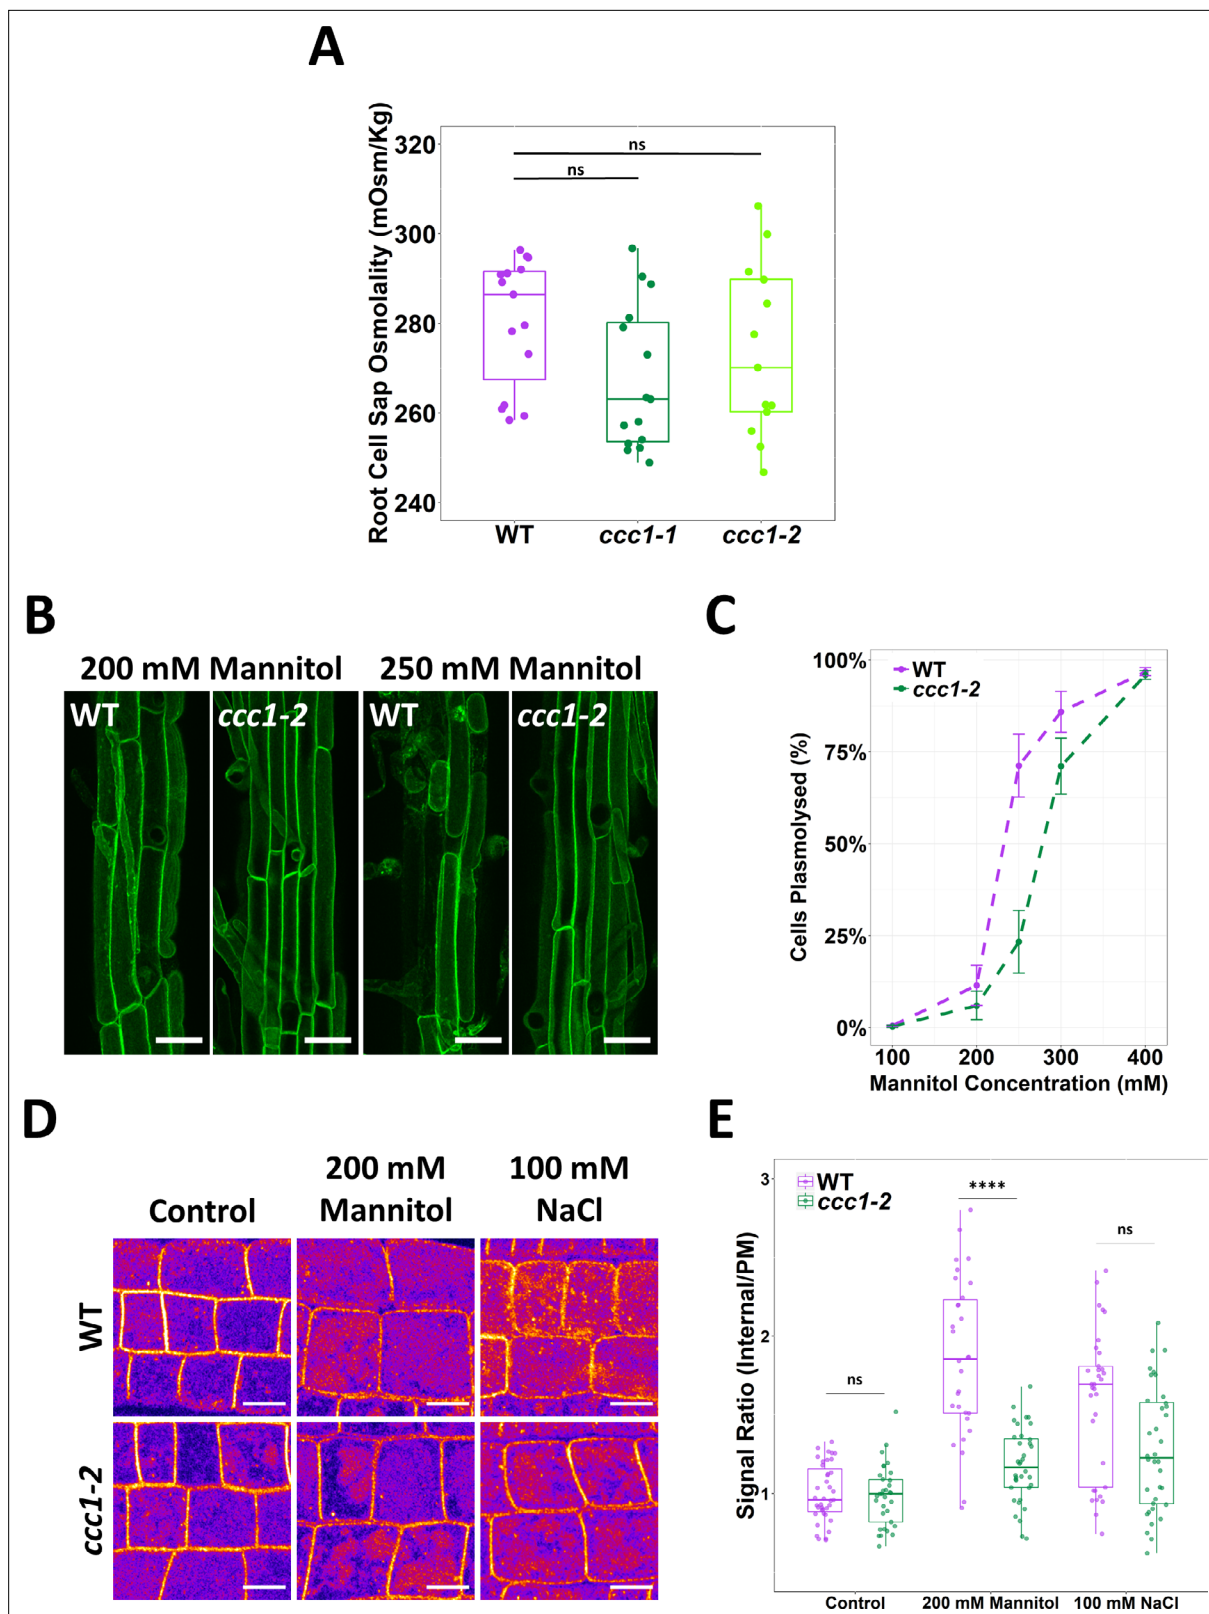 A
Root Cell Sap Osmolality (mOsm/Kg)
320
300
280
260
240
ns
ns
WT
ccc1-1
ccc1-2
B
200 mM Mannitol
250 mM Mannitol
WT
ccc1-2
WT
ccc1-2
C
Cells Plasmolysed (%)
100%
75%
50%
25%
0%
WT
ccc1-2
100
200
300
400
Mannitol Concentration (mM)
D
Control
200 mM
Mannitol
100 mM
NaCl
WT
ccc1-2
E
Signal Ratio (Internal/PM)
3
2
1
WT
ccc1-2
ns
****
ns
Control
200 mM Mannitol
100 mM NaCl